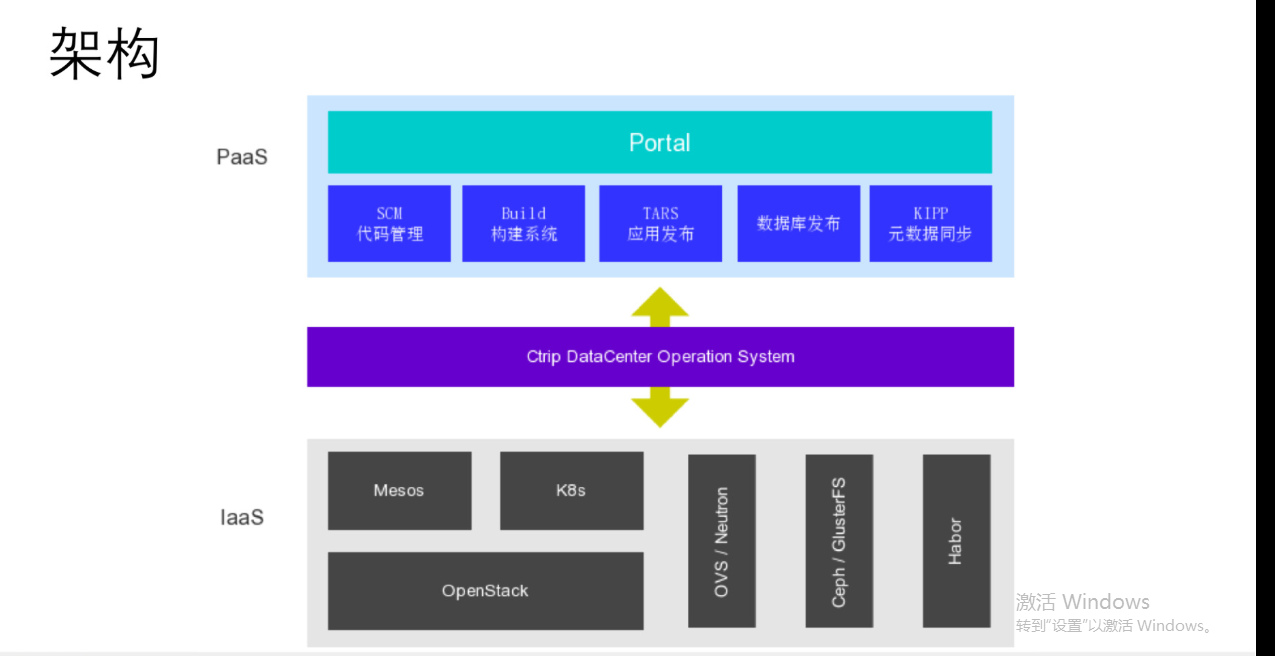 架构
PaaS
Portal
SCM
代码管理
Build
构建系统
TARS
应用发布
数据库发布
KIPP
元数据同步
Ctrip DataCenter Operation System
IaaS
Mesos
K8s
OpenStack
OVS / Neutron
Ceph / GlusterFS
Habor
激活 Windows
转到“设置”以激活 Windows。